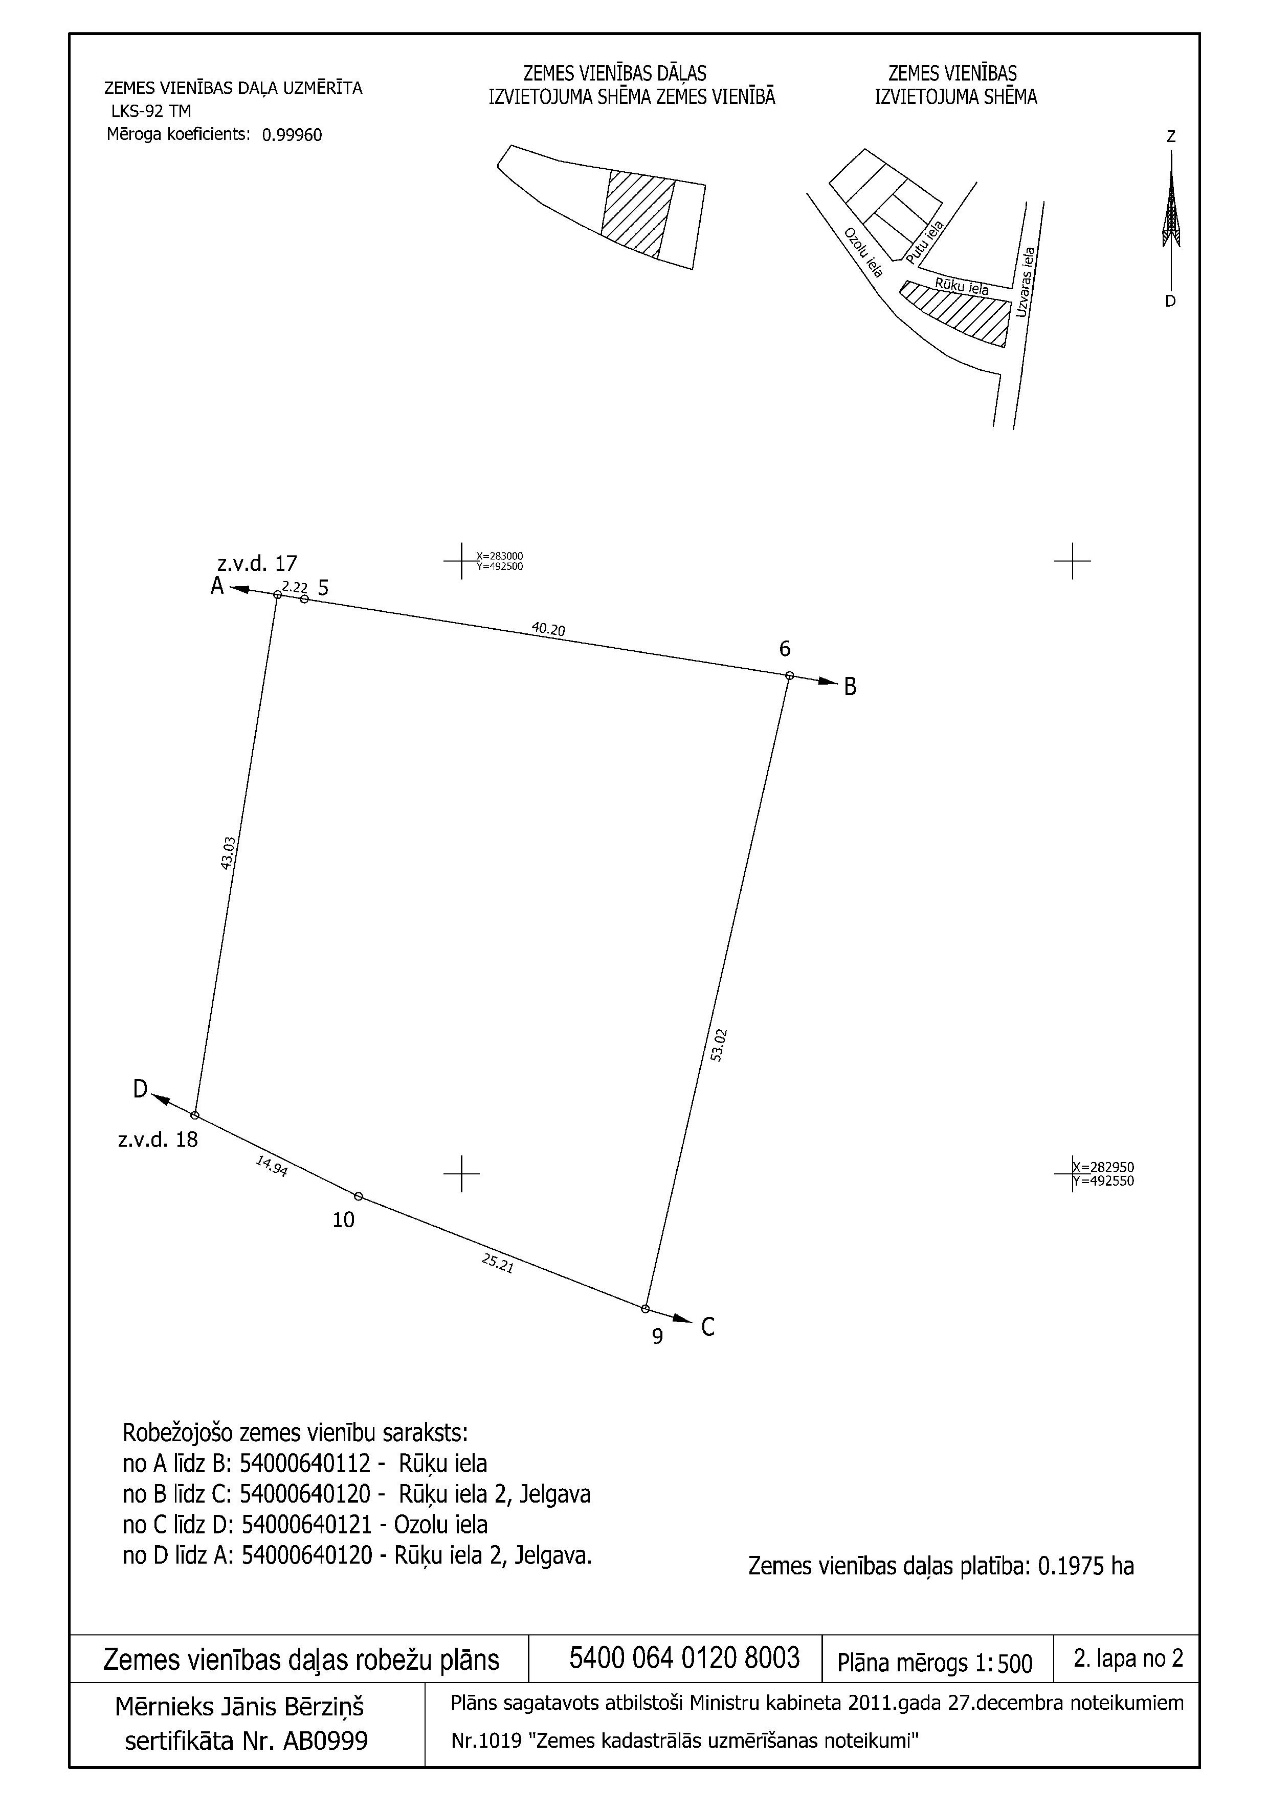 ZEMES VIENĪBAS DAĻA UZMĒRĪTA
LKS-92 TM
Mēroga koeficients: 0.99960
ZEMES VIENĪBAS DĀĻAS
IZVIETOJUMA SHĒMA ZEMES VIENĪBĀ
ZEMES VIENĪBAS
IZVIETOJUMA SHĒMA
Z
D
Ozolu iela
Putu iela
Rūķu iela
Uzvaras iela
X=283000
Y=492500
z.v.d. 17
A
2.22
5
40.20
6
B
43.03
53.02
D
z.v.d. 18
14.94
10
25.21
9
C
X=282950
Y=492550
Robežojošo zemes vienību saraksts:
no A līdz B: 54000640112 - Rūķu iela
no B līdz C: 54000640120 - Rūķu iela 2, Jelgava
no C līdz D: 54000640121 - Ozolu iela
no D līdz A: 54000640120 - Rūķu iela 2, Jelgava.
Zemes vienības daļas platība: 0.1975 ha
Zemes vienības daļas robežu plāns
5400 064 0120 8003
Plāna mērogs 1:500
2. lapa no 2
Mērnieks Jānis Bērziņš
sertifikāta Nr. AB0999
Plāns sagatavots atbilstoši Ministru kabineta 2011.gada 27.decembra noteikumiem
Nr.1019 "Zemes kadastrālās uzmērīšanas noteikumi"